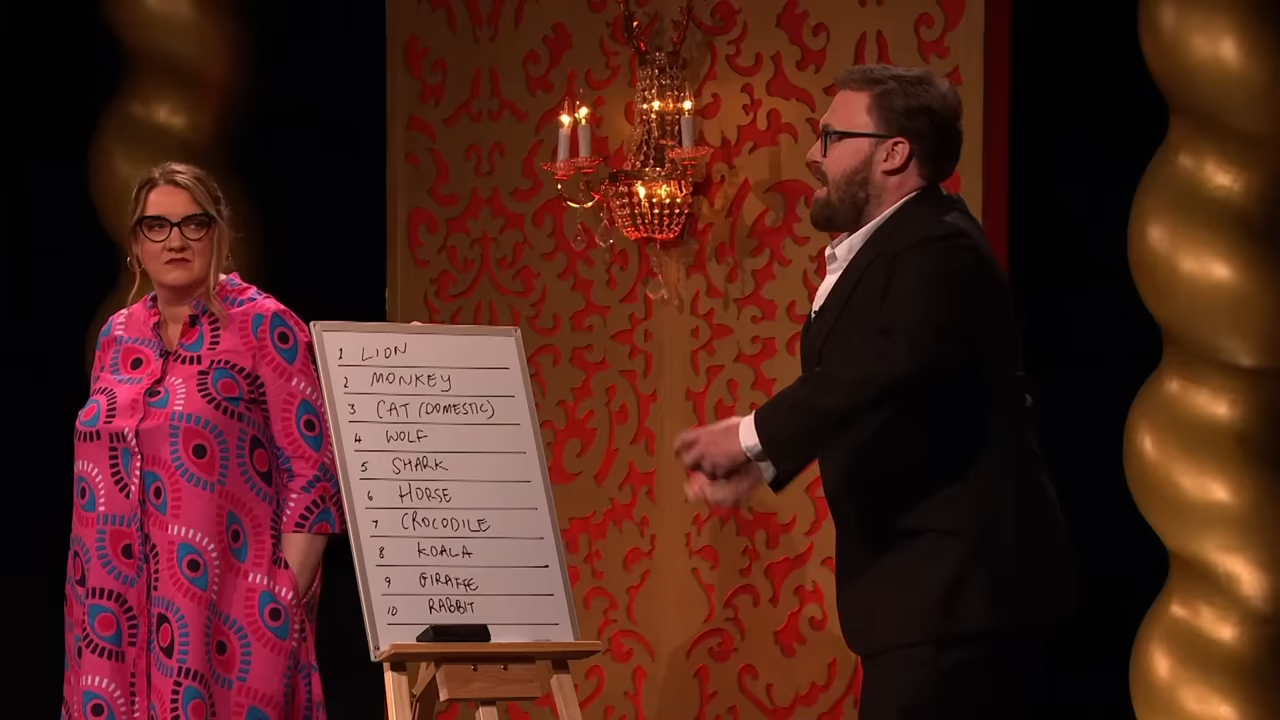 1 LION
2 MONKEY
3 CAT (DOMESTIC)
4 WOLF
5 SHARK
6 HORSE
7 CROCODILE
8 KOALA
9 GIRAFFE
10 RABBIT